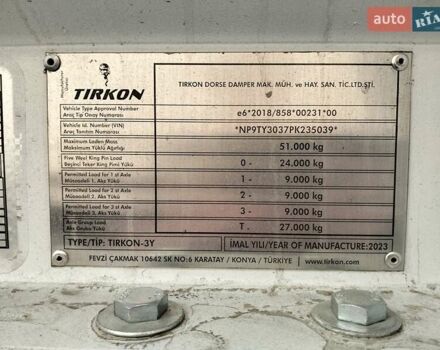 auto RIA
Manufacturer
Üretici
TIRKON
TIRKON DORSE DAMPER MAK. MÜH. ve HAY. SAN. TİC.LTD.ŞTİ.
Vehicle Type Approval Number
Araç Tip Onay Numarası
e6*2018/858*00231*00
Vehicle Id. Number (VIN)
Araç Tanıtım Numarası
*NP9TY3037PK235039*
Maximum Laden Mass
Maksimum Yüklü Ağırlığı
51.000 kg
Five Weel King Pin Load
Beşinci Teker King Pimi Yükü
0 - 24.000 kg
Permitted Load for 1 st Axle
Müsaadeli 1. Aks Yükü
1 - 9.000 kg
Permitted Load for 2 st Axle
Müsaadeli 2. Aks Yükü
2 - 9.000 kg
Permitted Load for 3 st Axle
Müsaadeli 3. Aks Yükü
3 - 9.000 kg
Axle Group Load
Aks Grubu Yükü
T - 27.000 kg
TYPE/TİP: TIRKON-3Y
İMAL YILI/YEAR OF MANUFACTURE:2023
FEVZİ ÇAKMAK 10642 SK NO:6 KARATAY / KONYA / TÜRKİYE | www.tirkon.com